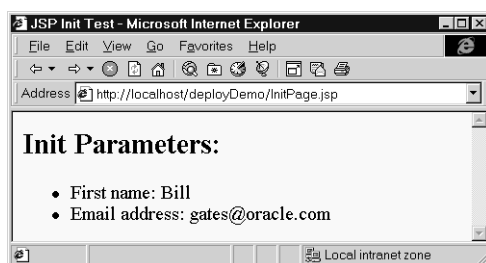 JSP Init Test - Microsoft Internet Explorer
File Edit View Go Favorites Help
Address http://localhost/deployDemo/InitPage.jsp
Init Parameters:
• First name: Bill
• Email address: gates@oracle.com
Local intranet zone